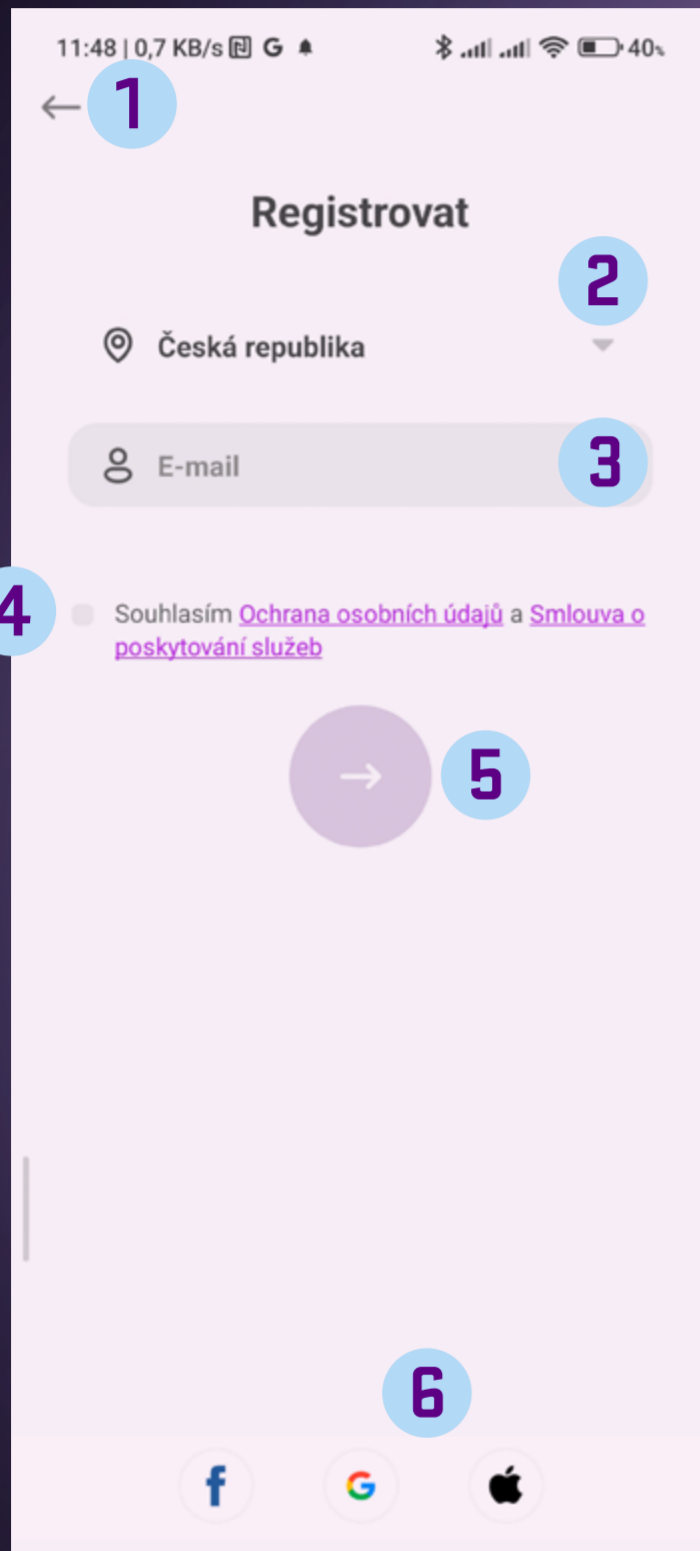 11:48 | 0,7 KB/s G 40%
1
Registrovat
2
Česká republika
E-mail 3
4 Souhlasím Ochrana osobních údajů a Smlouva o
poskytování služeb
5
6
f G